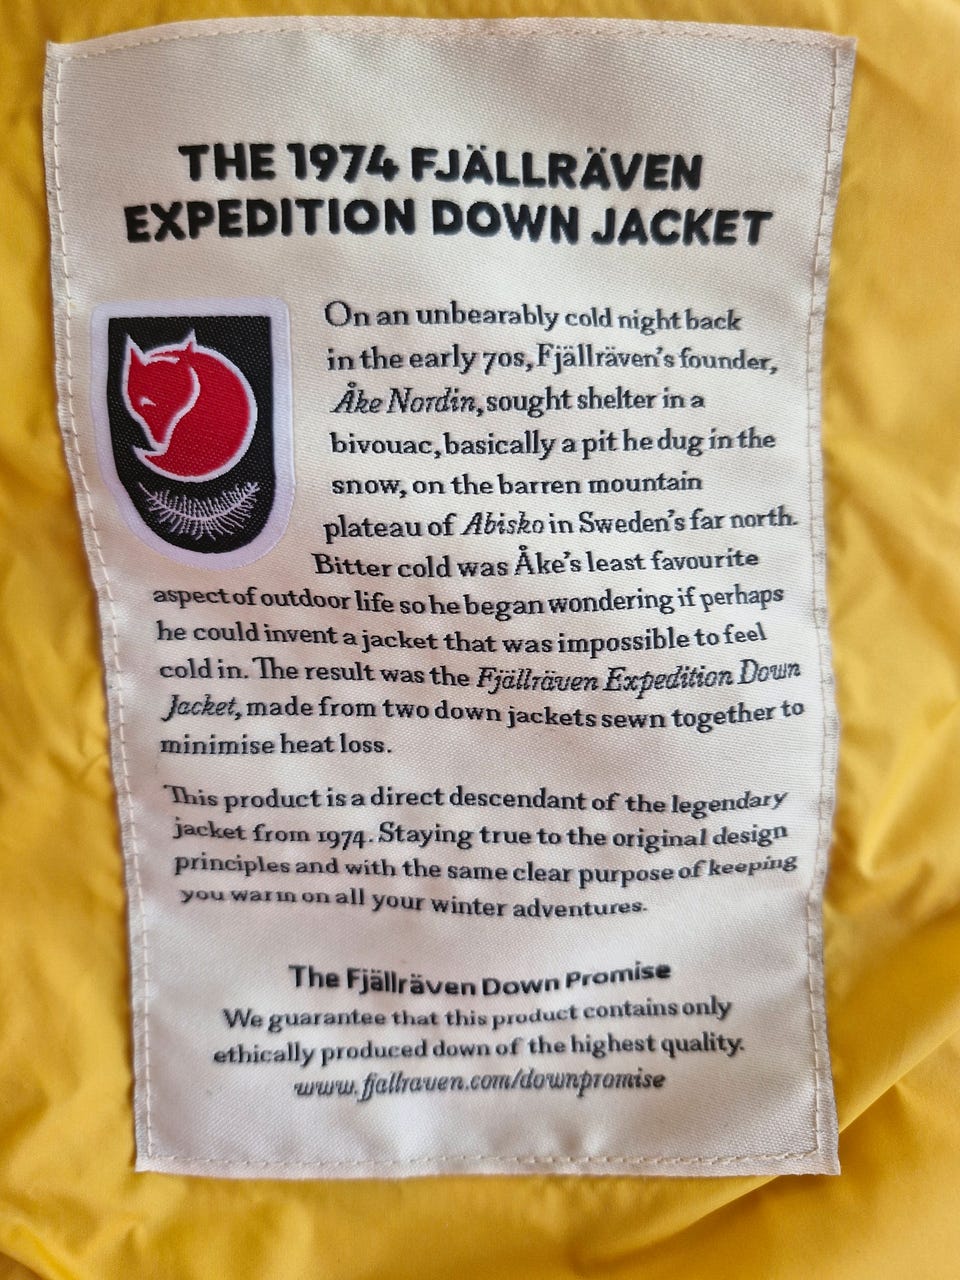 THE 1974 FJÄLLRÄVEN
EXPEDITION DOWN JACKET
On an unbearably cold night back
in the early 70s, Fjällräven's founder,
Åke Nordin, sought shelter in a
bivouac, basically a pit he dug in the
snow, on the barren mountain
plateau of Abisko in Sweden's far north.
Bitter cold was Åke's least favourite
aspect of outdoor life so he began wondering if perhaps
he could invent a jacket that was impossible to feel
cold in. The result was the Fjällräven Expedition Down
Jacket, made from two down jackets sewn together to
minimise heat loss.
This product is a direct descendant of the legendary
jacket from 1974. Staying true to the original design
principles and with the same clear purpose of keeping
you warm on all your winter adventures.
The Fjällräven Down Promise
We guarantee that this product contains only
ethically produced down of the highest quality.
www.fjallraven.com/downpromise